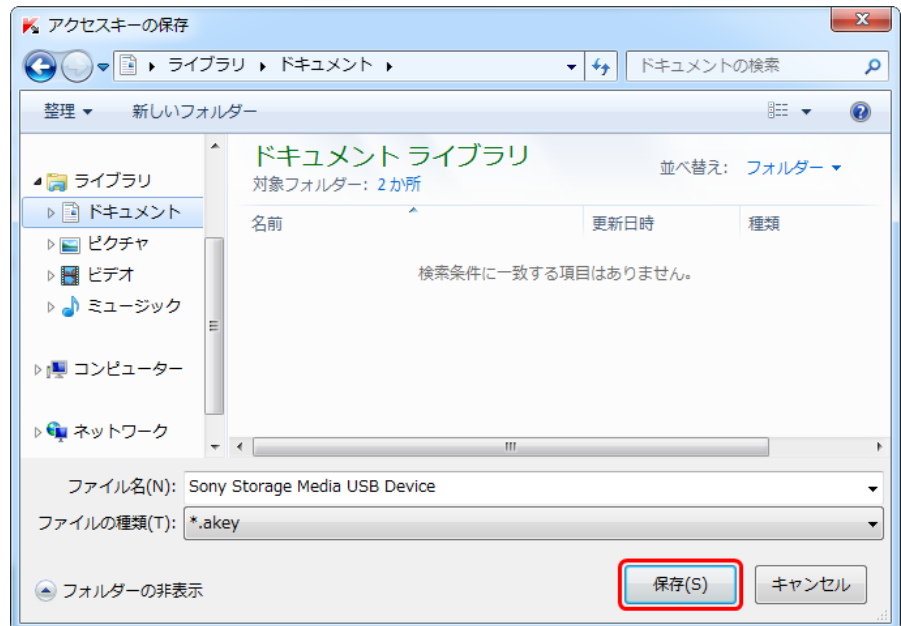 アクセスキーの保存
ライブラリ ドキュメント ドキュメントの検索
整理 新しいフォルダー
ライブラリ
ドキュメント
ピクチャ
ビデオ
ミュージック
コンピューター
ネットワーク
ドキュメント ライブラリ
対象フォルダー: 2 か所
並べ替え: フォルダー
名前 更新日時 種類
検索条件に一致する項目はありません。
ファイル名(N): Sony Storage Media USB Device
ファイルの種類(T): *.akey
フォルダーの非表示 保存(S) キャンセル